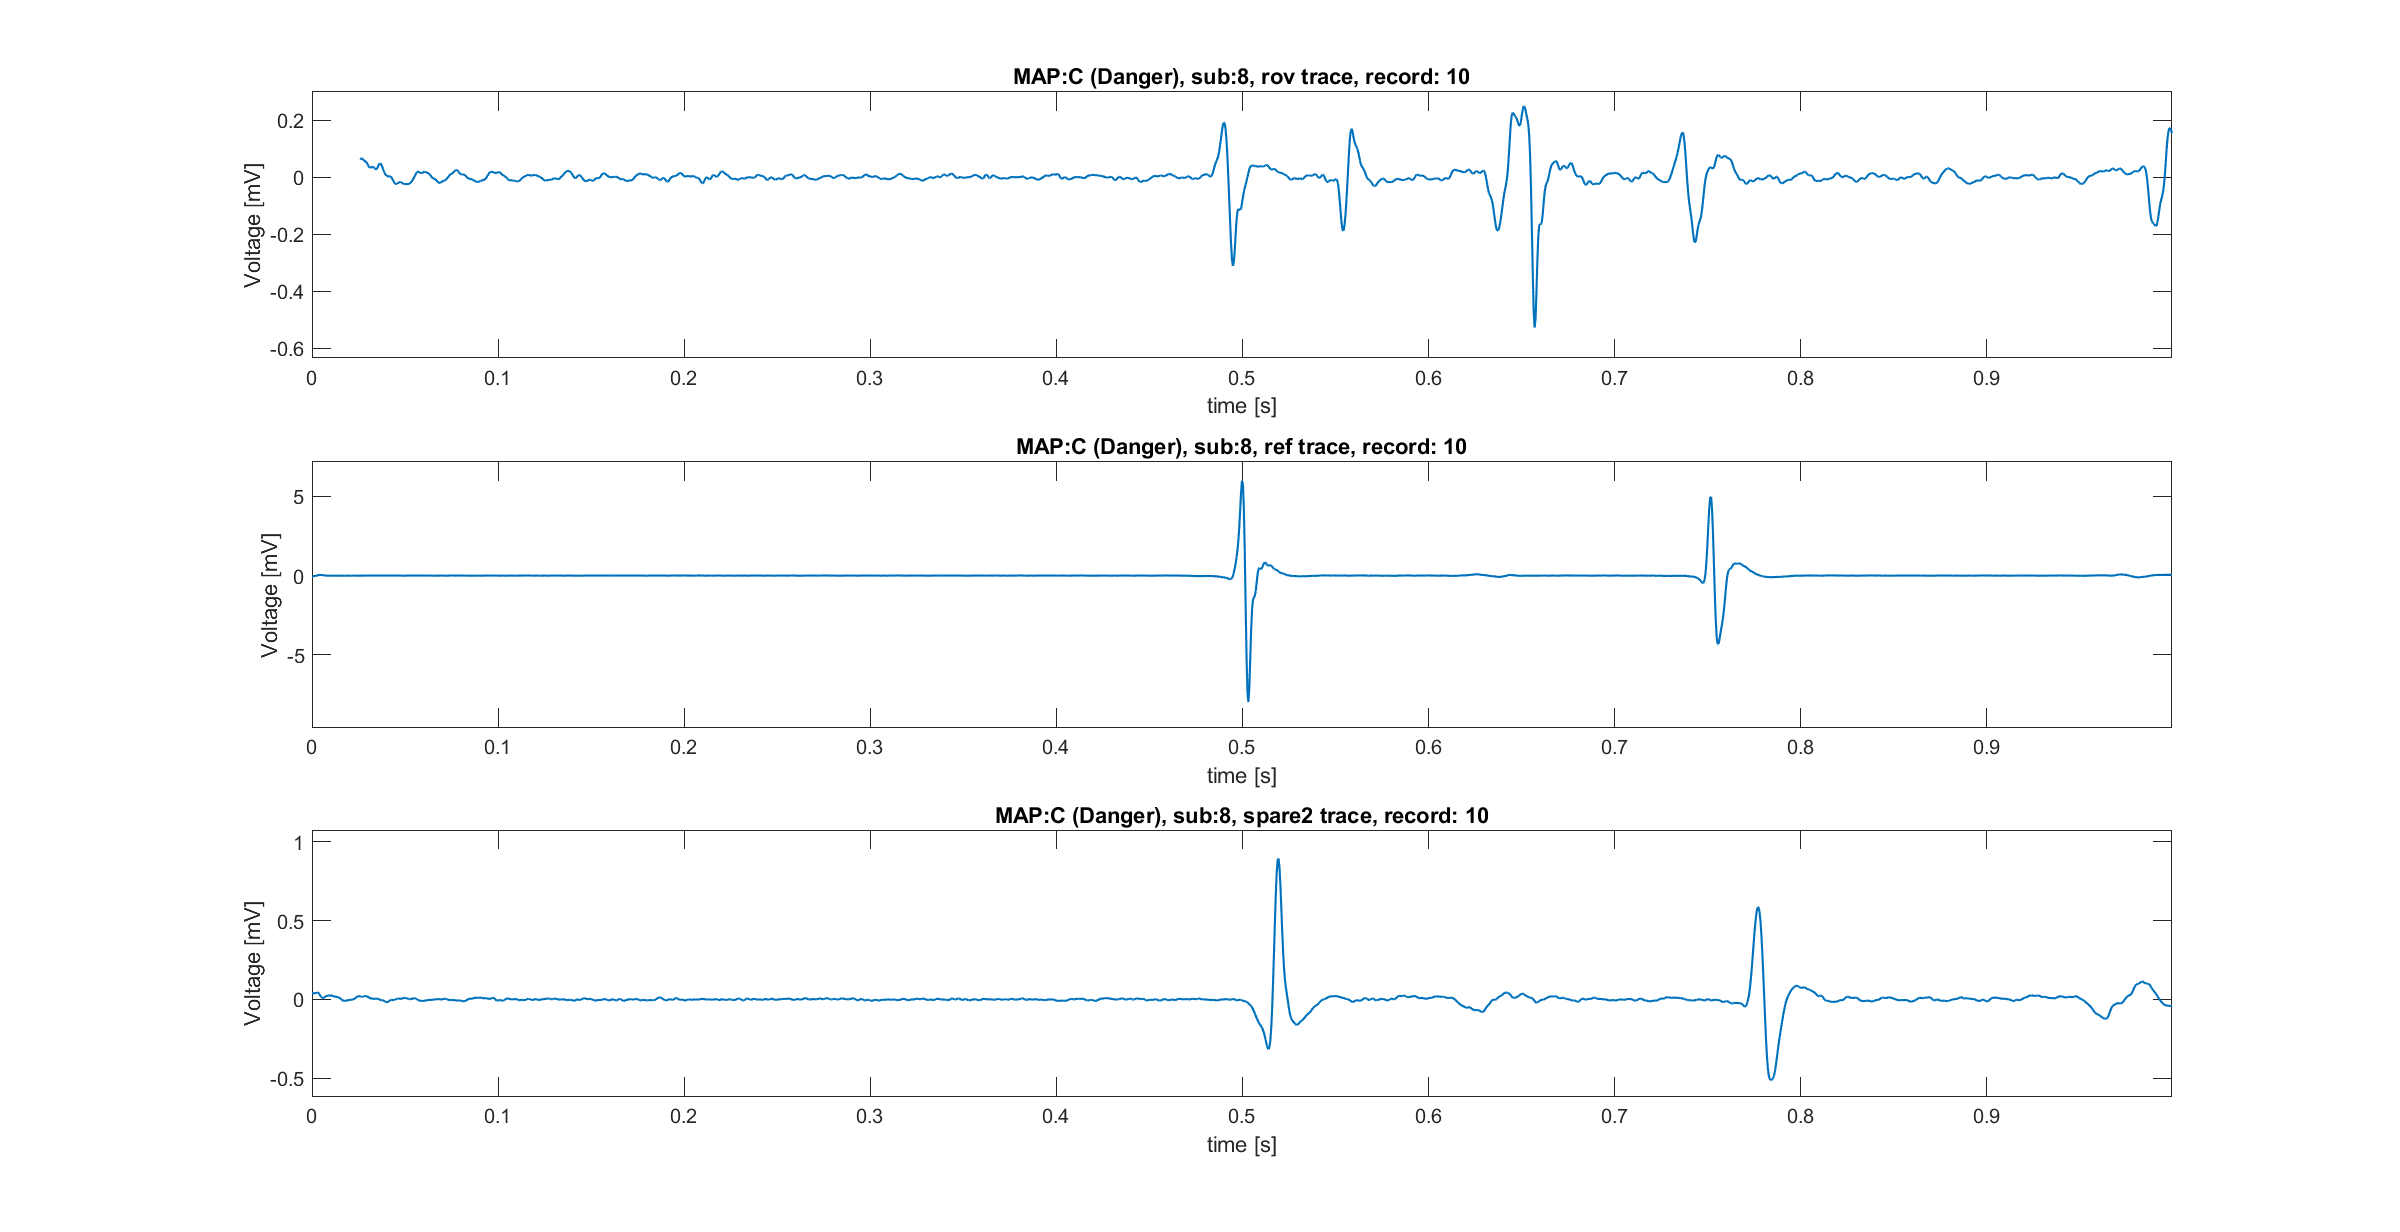 MAP:C (Danger), sub:8, rov trace, record: 10
Voltage [mV]
0.2
0
-0.2
-0.4
-0.6
0 0.1 0.2 0.3 0.4 0.5 0.6 0.7 0.8 0.9
time [s]
MAP:C (Danger), sub:8, ref trace, record: 10
Voltage [mV]
5
0
-5
0 0.1 0.2 0.3 0.4 0.5 0.6 0.7 0.8 0.9
time [s]
MAP:C (Danger), sub:8, spare2 trace, record: 10
Voltage [mV]
1
0.5
0
-0.5
0 0.1 0.2 0.3 0.4 0.5 0.6 0.7 0.8 0.9
time [s]